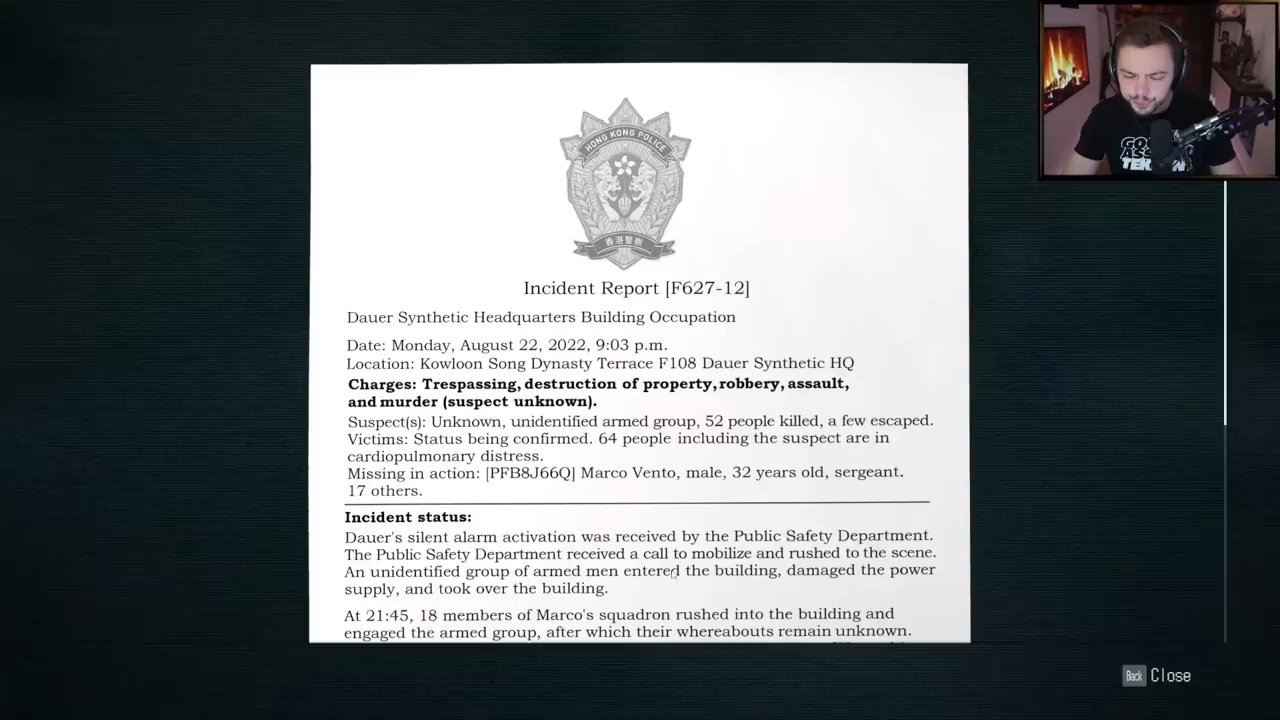 HONG KONG POLICE
香港警察
Incident Report [F627-12]
Dauer Synthetic Headquarters Building Occupation
Date: Monday, August 22, 2022, 9:03 p.m.
Location: Kowloon Song Dynasty Terrace F108 Dauer Synthetic HQ
Charges: Trespassing, destruction of property, robbery, assault,
and murder (suspect unknown).
Suspect(s): Unknown, unidentified armed group, 52 people killed, a few escaped.
Victims: Status being confirmed. 64 people including the suspect are in
cardiopulmonary distress.
Missing in action: [PFB8J66Q] Marco Vento, male, 32 years old, sergeant.
17 others.
Incident status:
Dauer's silent alarm activation was received by the Public Safety Department.
The Public Safety Department received a call to mobilize and rushed to the scene.
An unidentified group of armed men entered the building, damaged the power
supply, and took over the building.
At 21:45, 18 members of Marco's squadron rushed into the building and
engaged the armed group, after which their whereabouts remain unknown.
Back Close